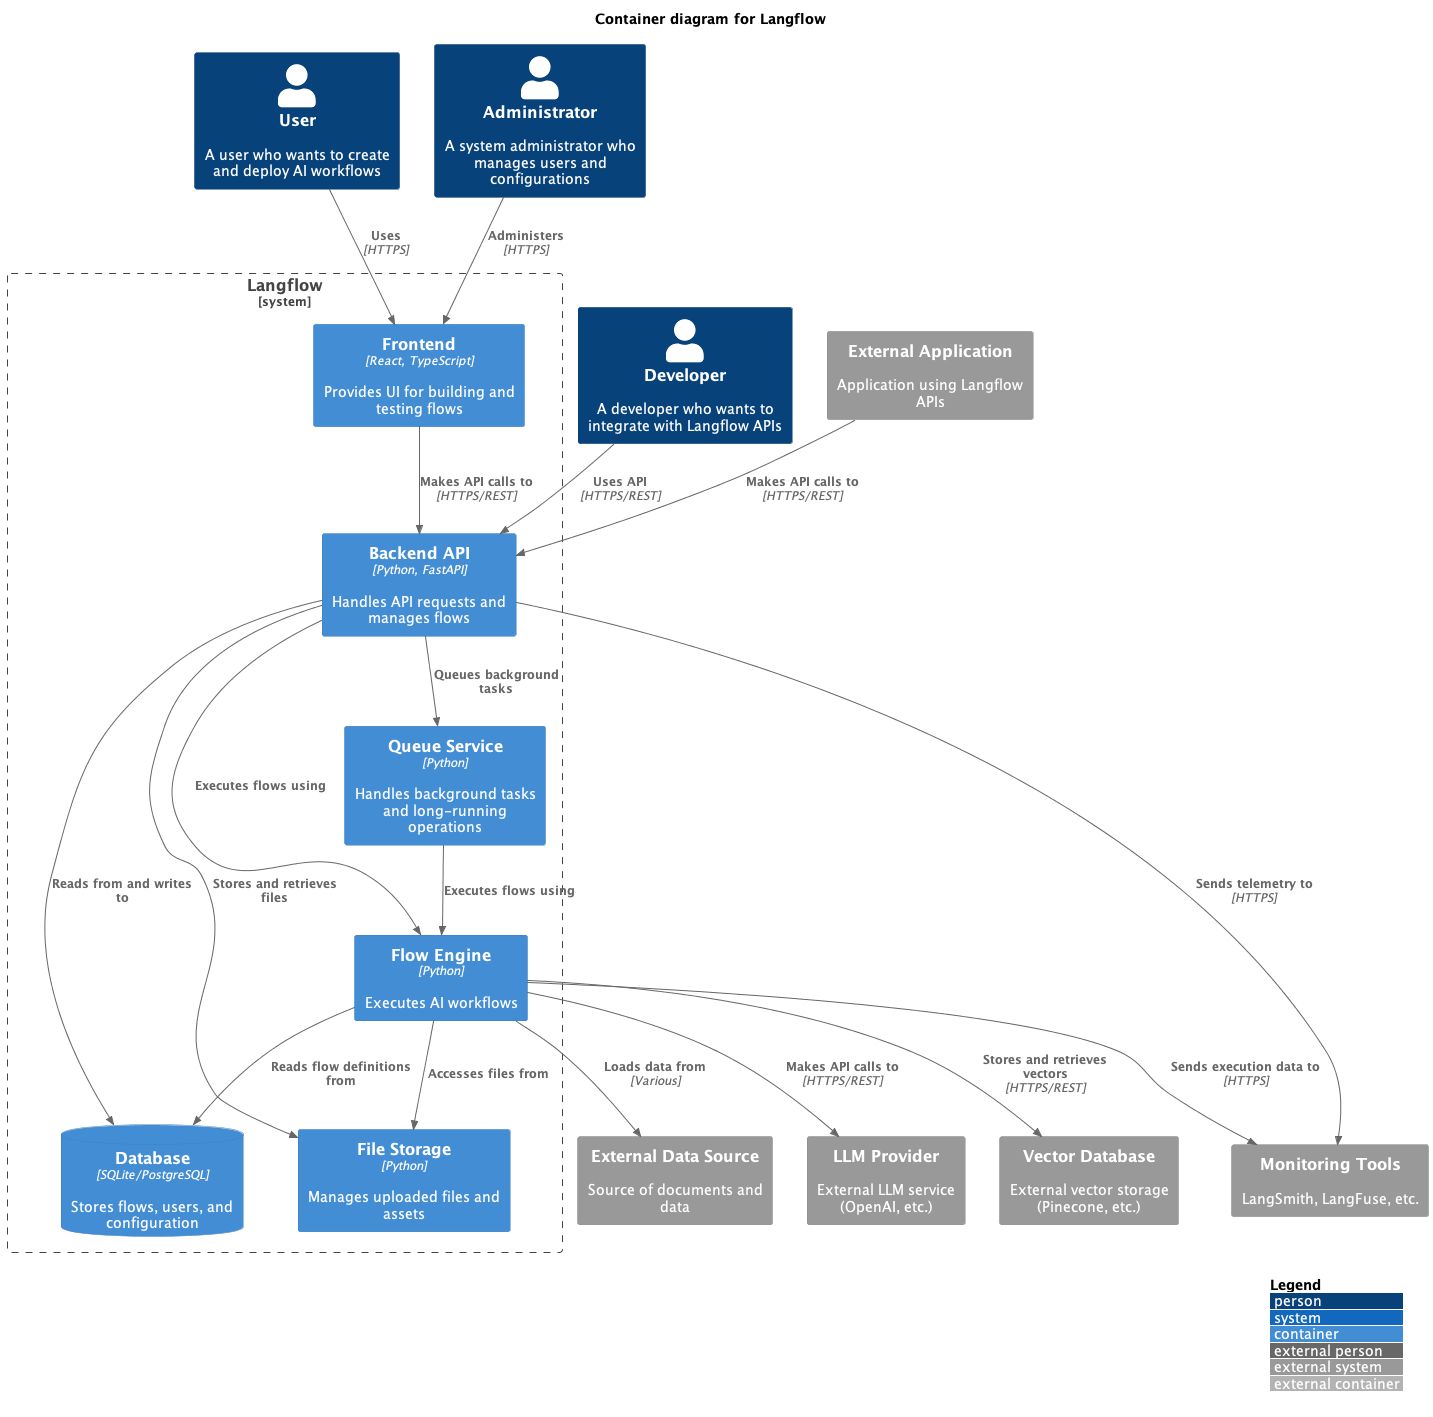 Container diagram for Langflow
User
A user who wants to create
and deploy AI workflows
Administrator
A system administrator who
manages users and
configurations
Uses
[HTTPS]
Administers
[HTTPS]
Langflow
[system]
Frontend
[React, TypeScript]
Provides UI for building and
testing flows
Developer
A developer who wants to
integrate with Langflow APIs
External Application
Application using Langflow
APIs
Makes API calls to
[HTTPS/REST]
Uses API
[HTTPS/REST]
Makes API calls to
[HTTPS/REST]
Backend API
[Python, FastAPI]
Handles API requests and
manages flows
Queues background
tasks
Queue Service
[Python]
Handles background tasks
and long-running
operations
Executes flows using
Reads from and writes
to
Stores and retrieves
files
Executes flows using
Sends telemetry to
[HTTPS]
Flow Engine
[Python]
Executes AI workflows
Reads flow definitions
from
Accesses files from
Loads data from
[Various]
Makes API calls to
[HTTPS/REST]
Stores and retrieves
vectors
[HTTPS/REST]
Sends execution data to
[HTTPS]
Database
[SQLite/PostgreSQL]
Stores flows, users, and
configuration
File Storage
[Python]
Manages uploaded files and
assets
External Data Source
Source of documents and
data
LLM Provider
External LLM service
(OpenAI, etc.)
Vector Database
External vector storage
(Pinecone, etc.)
Monitoring Tools
LangSmith, LangFuse, etc.
Legend
person
system
container
external person
external system
external container